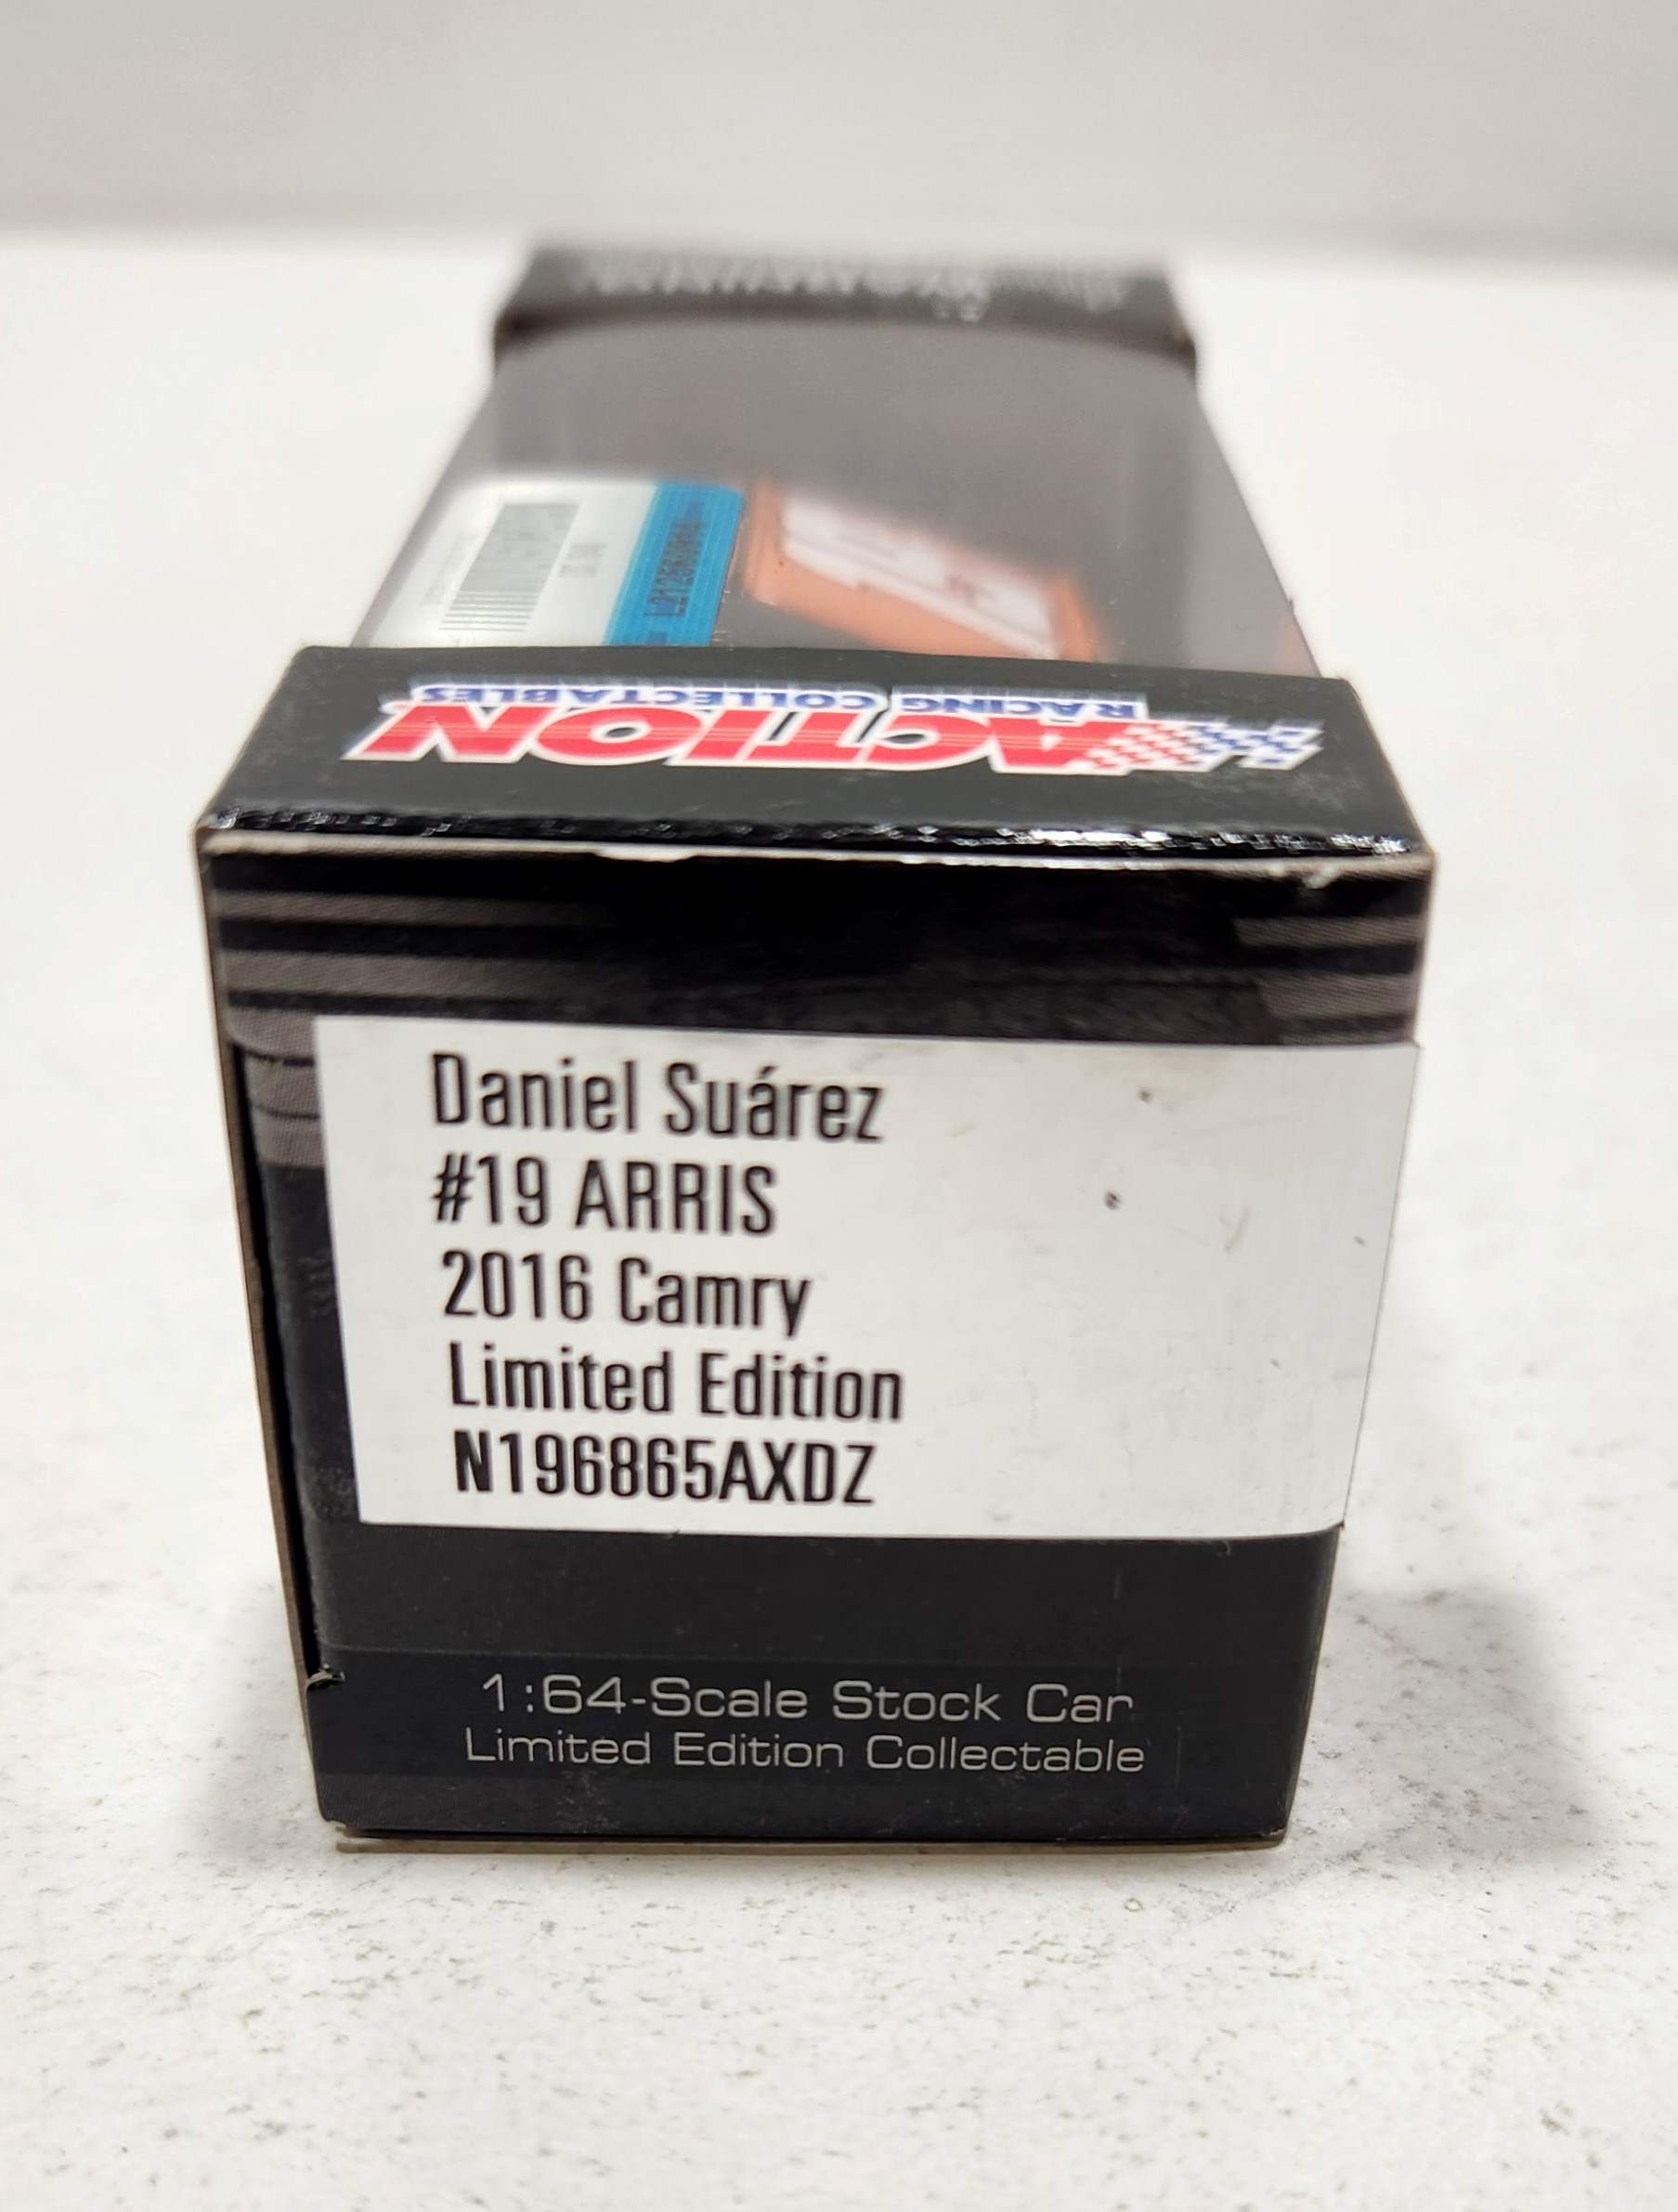 ACTION
RACING COLLECTABLES
Daniel Suárez
#19 ARRIS
2016 Camry
Limited Edition
N196865AXDZ
1:64-Scale Stock Car
Limited Edition Collectable